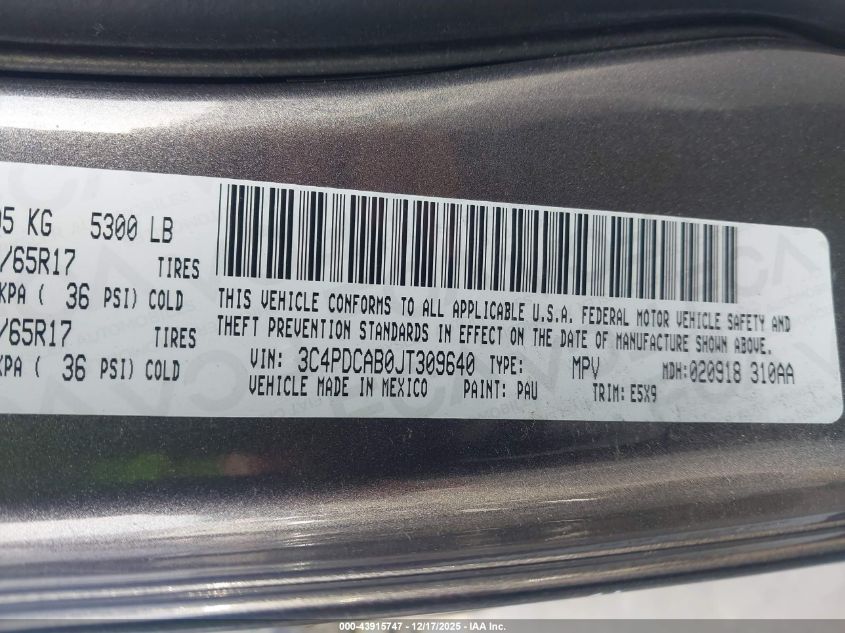 05 KG 5300 LB
/65R17 TIRES
KPA ( 36 PSI) COLD
/65R17 TIRES
KPA ( 36 PSI) COLD
THIS VEHICLE CONFORMS TO ALL APPLICABLE U.S.A. FEDERAL MOTOR VEHICLE SAFETY AND
THEFT PREVENTION STANDARDS IN EFFECT ON THE DATE OF MANUFACTURE SHOWN ABOVE.
VIN: 3C4PDCAB0JT309640 TYPE: MPV MDH:020918 310AA
VEHICLE MADE IN MEXICO PAINT: PAU TRIM: E5X9
000-43915747 - 12/17/2025 - IAA Inc.